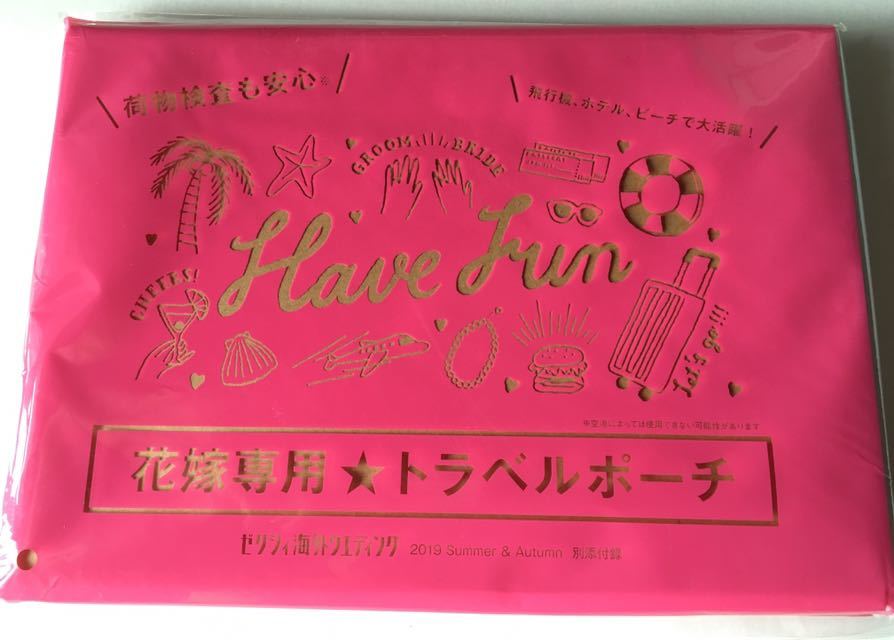 荷物検査も安心※
飛行機、ホテル、ビーチで大活躍！
GROOM BRIDE
Have Fun
CHEERS!
Let's go!!!
※空港によっては使用できない可能性があります
花嫁専用★トラベルポーチ
ゼクシィ海外ウエディング 2019 Summer & Autumn 別添付録